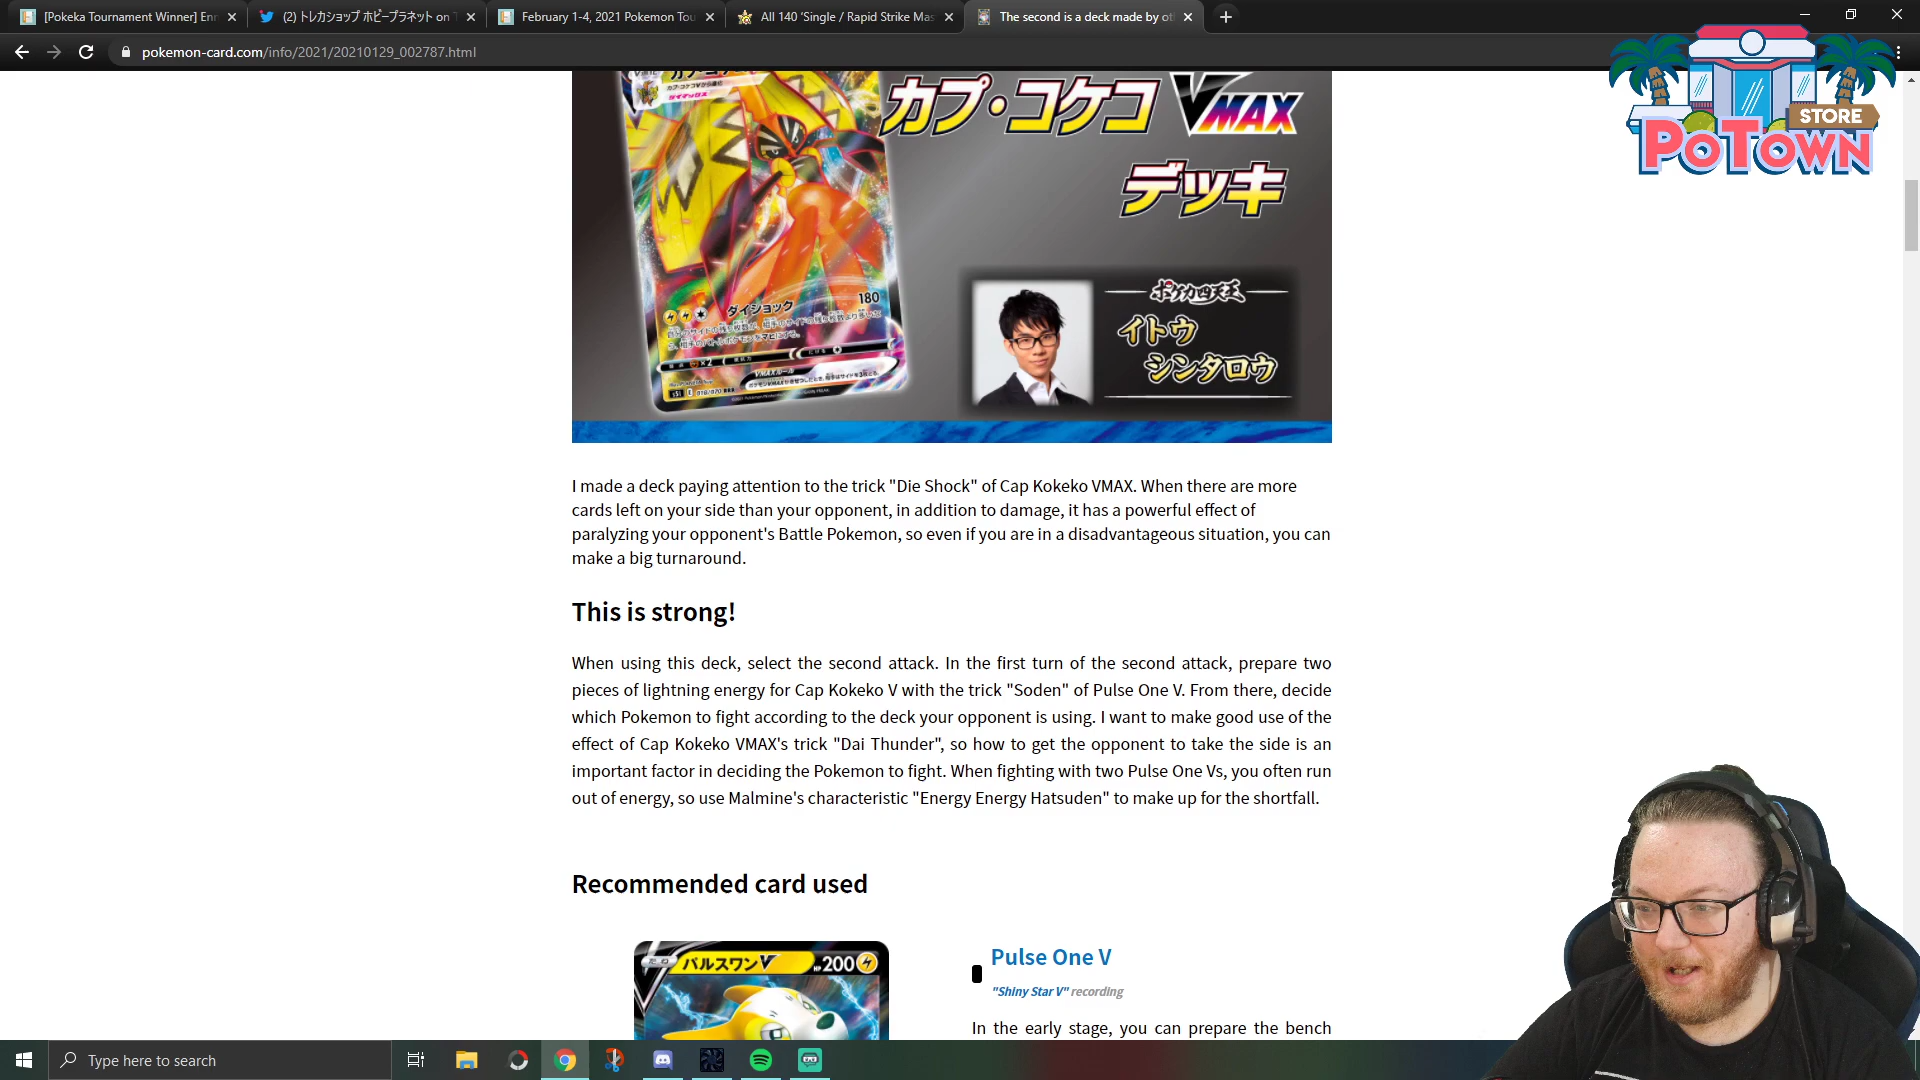 [Pokeka Tournament Winner] Enn
(2) トレカショップ ホビープラネット on T
February 1-4, 2021 Pokemon Tou
All 140 'Single / Rapid Strike Mas
The second is a deck made by ot
pokemon-card.com/info/2021/20210129_002787.html
STORE
POTOWN
カプ・コケコ VMAX
デッキ
ダイショック 180
ポケカ四天王
イトウ
シンタロウ
I made a deck paying attention to the trick "Die Shock" of Cap Kokeko VMAX. When there are more
cards left on your side than your opponent, in addition to damage, it has a powerful effect of
paralyzing your opponent's Battle Pokemon, so even if you are in a disadvantageous situation, you can
make a big turnaround.
This is strong!
When using this deck, select the second attack. In the first turn of the second attack, prepare two
pieces of lightning energy for Cap Kokeko V with the trick "Soden" of Pulse One V. From there, decide
which Pokemon to fight according to the deck your opponent is using. I want to make good use of the
effect of Cap Kokeko VMAX's trick "Dai Thunder", so how to get the opponent to take the side is an
important factor in deciding the Pokemon to fight. When fighting with two Pulse One Vs, you often run
out of energy, so use Malmine's characteristic "Energy Energy Hatsuden" to make up for the shortfall.
Recommended card used
たね パルスワンV HP200
Pulse One V
"Shiny Star V" recording
In the early stage, you can prepare the bench
Type here to search